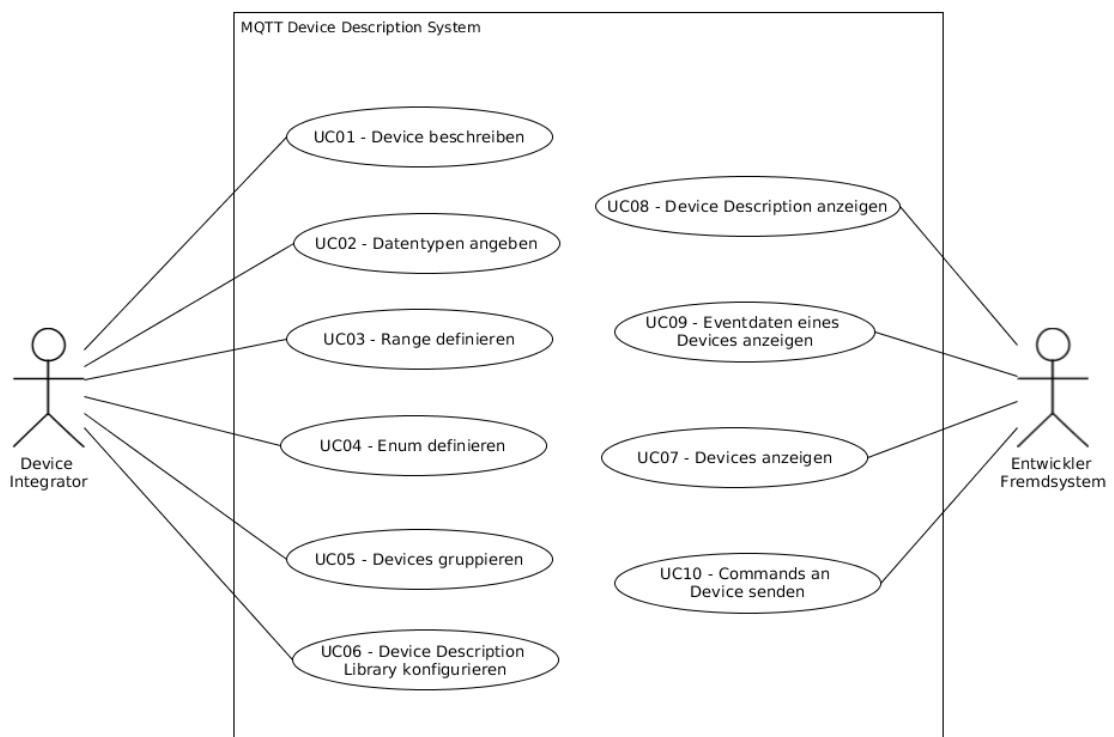 MQTT Device Description System
UC01 - Device beschreiben
UC02 - Datentypen angeben
UC03 - Range definieren
UC04 - Enum definieren
UC05 - Devices gruppieren
UC06 - Device Description
Library konfigurieren
UC08 - Device Description anzeigen
UC09 - Eventdaten eines
Devices anzeigen
UC07 - Devices anzeigen
UC10 - Commands an
Device senden
Device
Integrator
Entwickler
Fremdsystem